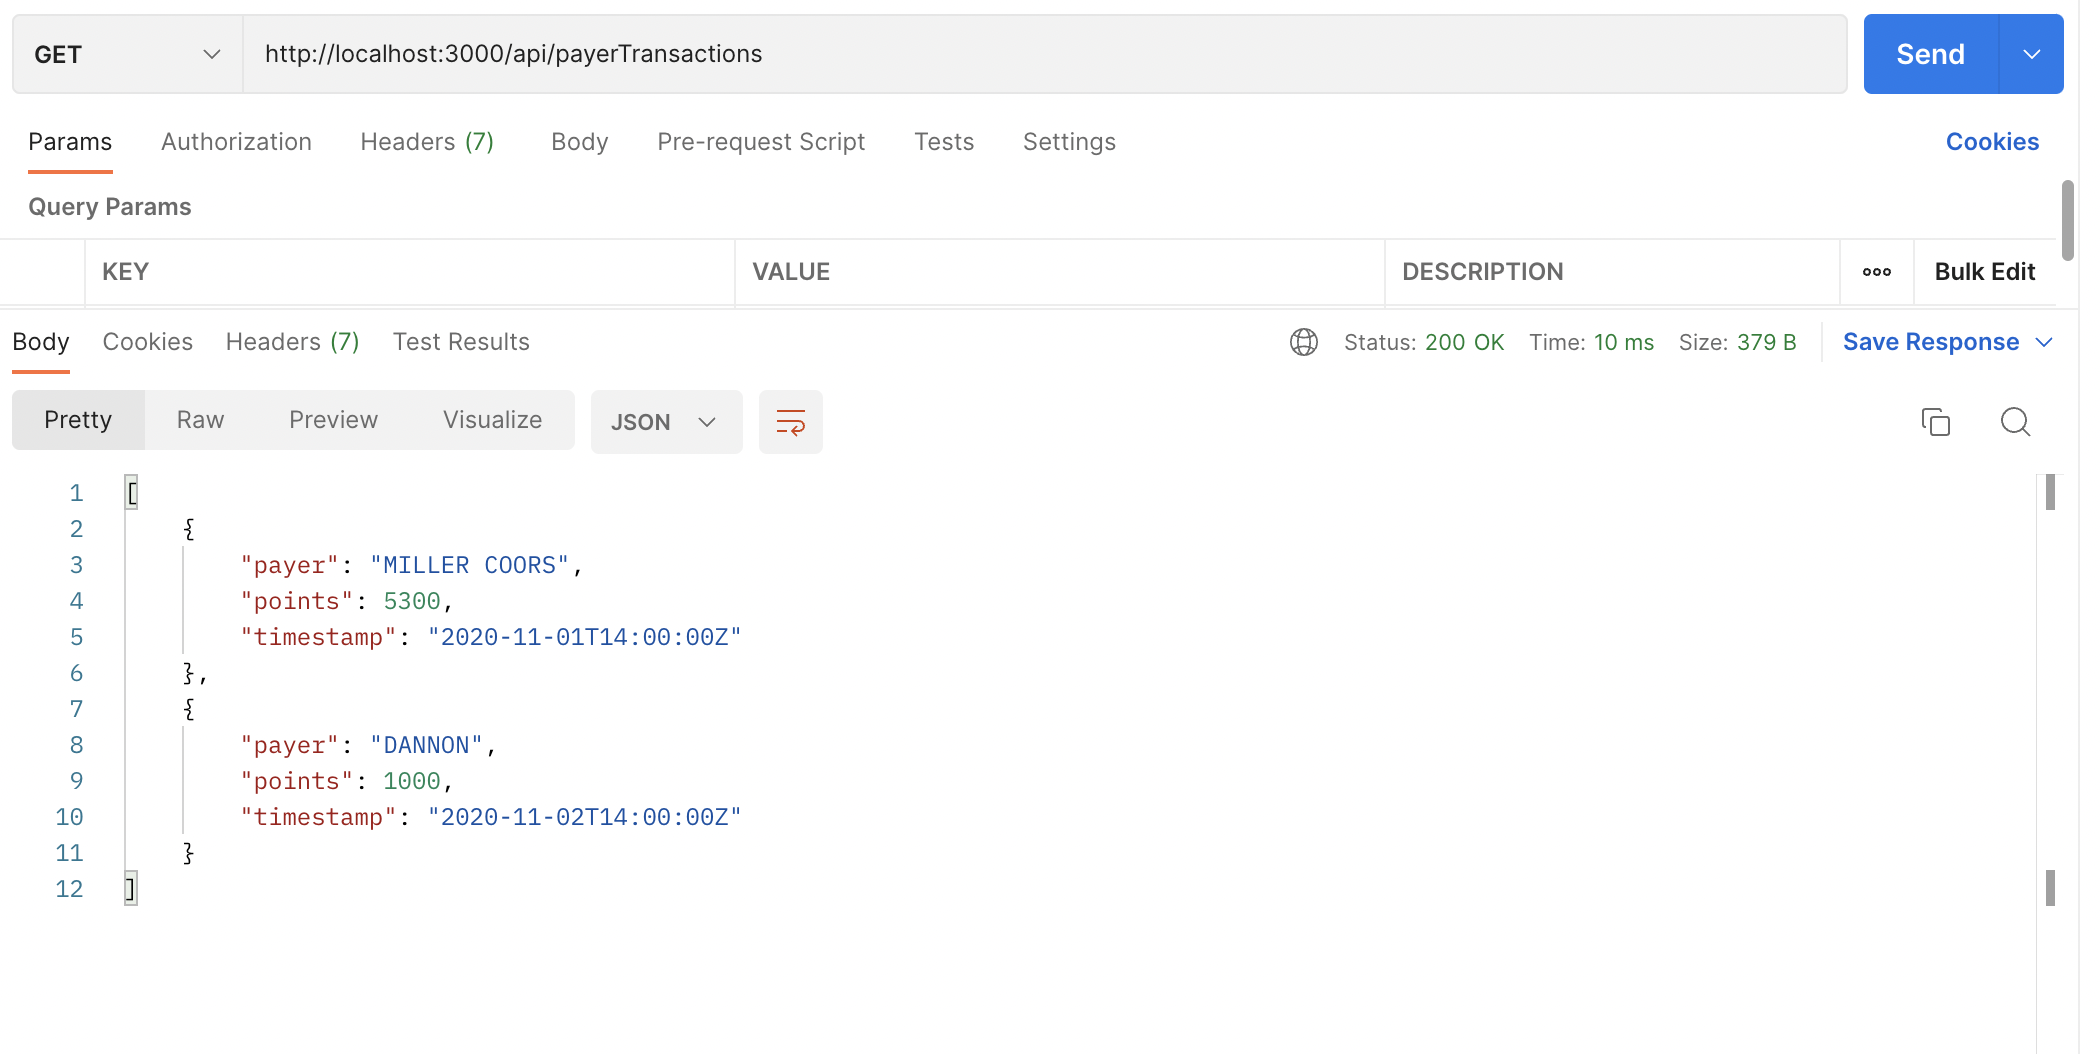 GET http://localhost:3000/api/payerTransactions Send
Params Authorization Headers (7) Body Pre-request Script Tests Settings Cookies
Query Params
KEY VALUE DESCRIPTION ooo Bulk Edit
Body Cookies Headers (7) Test Results Status: 200 OK Time: 10 ms Size: 379 B Save Response
Pretty Raw Preview Visualize JSON
1 [
2 {
3 "payer": "MILLER COORS",
4 "points": 5300,
5 "timestamp": "2020-11-01T14:00:00Z"
6 },
7 {
8 "payer": "DANNON",
9 "points": 1000,
10 "timestamp": "2020-11-02T14:00:00Z"
11 }
12 ]